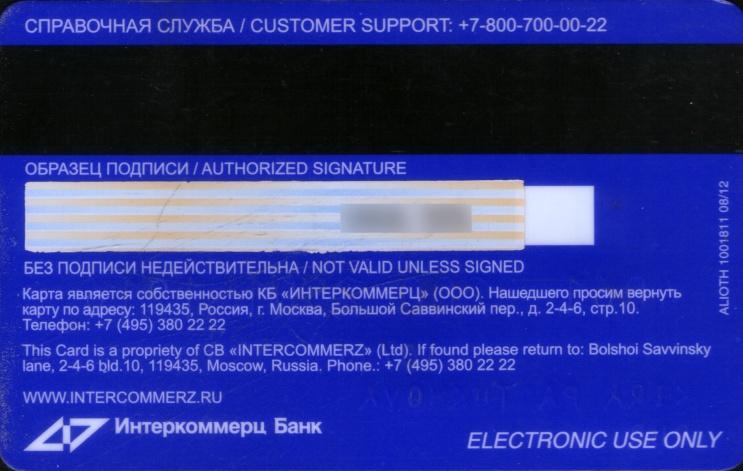 СПРАВОЧНАЯ СЛУЖБА / CUSTOMER SUPPORT: +7-800-700-00-22
ОБРАЗЕЦ ПОДПИСИ / AUTHORIZED SIGNATURE
БЕЗ ПОДПИСИ НЕДЕЙСТВИТЕЛЬНА / NOT VALID UNLESS SIGNED
Карта является собственностью КБ «ИНТЕРКОММЕРЦ» (ООО). Нашедшего просим вернуть
карту по адресу: 119435, Россия, г. Москва, Большой Саввинский пер., д. 2-4-6, стр.10.
Телефон: +7 (495) 380 22 22
This Card is a propriety of CB «INTERCOMMERZ» (Ltd). If found please return to: Bolshoi Savvinsky
lane, 2-4-6 bld.10, 119435, Moscow, Russia. Phone.: +7 (495) 380 22 22
WWW.INTERCOMMERZ.RU
Интеркоммерц Банк
ELECTRONIC USE ONLY
ALIOTH 1001811 08/12